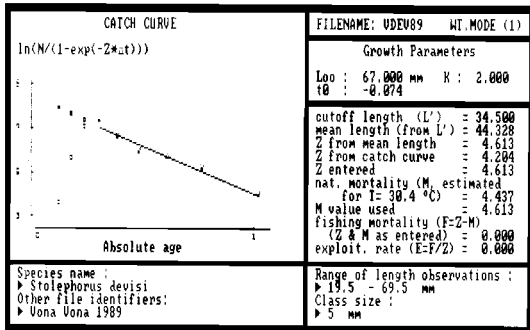 CATCH CURVE
ln(N/(1-exp(-Z*△t)))
0
1
Absolute age
Species name :
▶ Stolephorus devisi
Other file identifiers:
▶ Vona Vona 1989
FILENAME: VDEV89 WT.MODE (1)
Growth Parameters
Loo : 67.000 mm K : 2.000
t0 : -0.074
cutoff length (L') = 34.500
mean length (from L') = 44.328
Z from mean length = 4.613
Z from catch curve = 4.204
Z entered = 4.613
nat. mortality (M, estimated
for T= 30.4 ºC) = 4.437
M value used = 4.613
fishing mortality (F=Z-M)
(Z & M as entered) = 0.000
exploit. rate (E=F/Z) = 0.000
Range of length observations :
▶ 19.5 - 69.5 mm
Class size :
▶ 5 mm